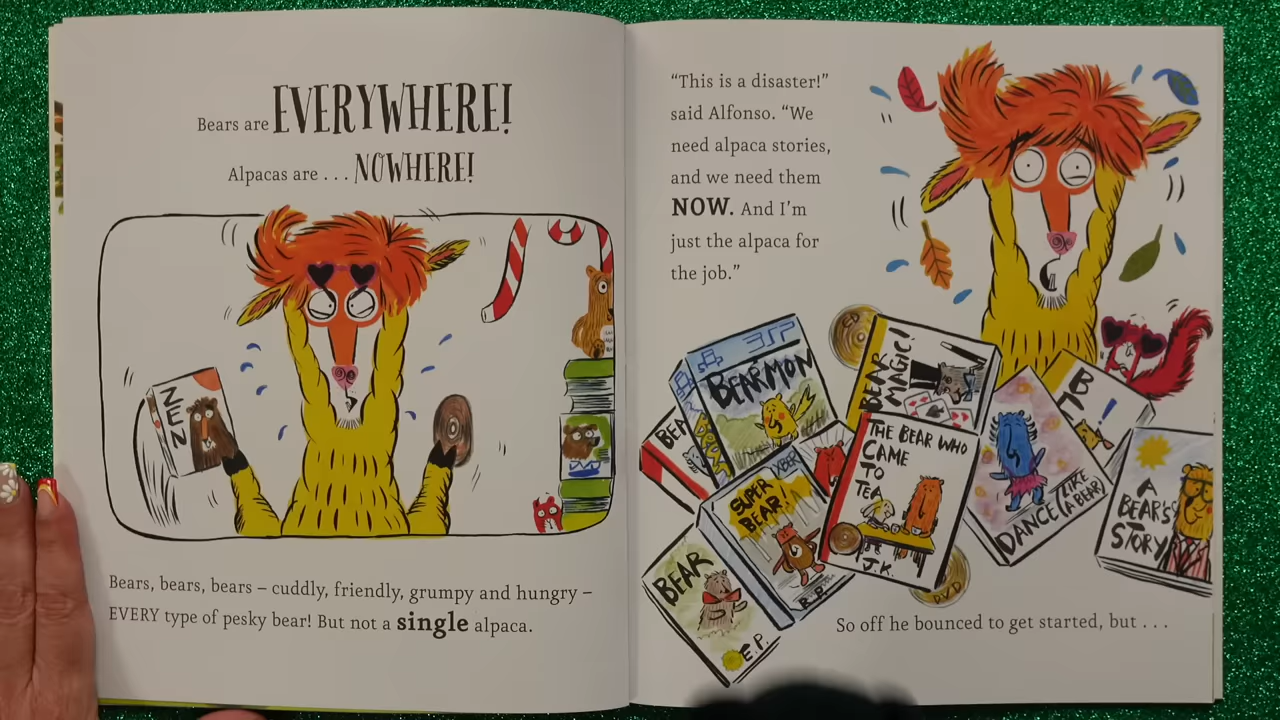 Bears are EVERYWHERE!
Alpacas are . . . NOWHERE!
ZEN
Bears, bears, bears – cuddly, friendly, grumpy and hungry –
EVERY type of pesky bear! But not a single alpaca.
“This is a disaster!”
said Alfonso. “We
need alpaca stories,
and we need them
NOW. And I’m
just the alpaca for
the job.”
CD
BEARMON
BEAR
MAGIC!
THE BEAR WHO
CAME
TO
TEA
J.K.
SUPER
BEAR!
R.P.
BEAR
E.P.
DANCE (LIKE
A BEAR)
A
BEAR'S
STORY
DVD
So off he bounced to get started, but . . .